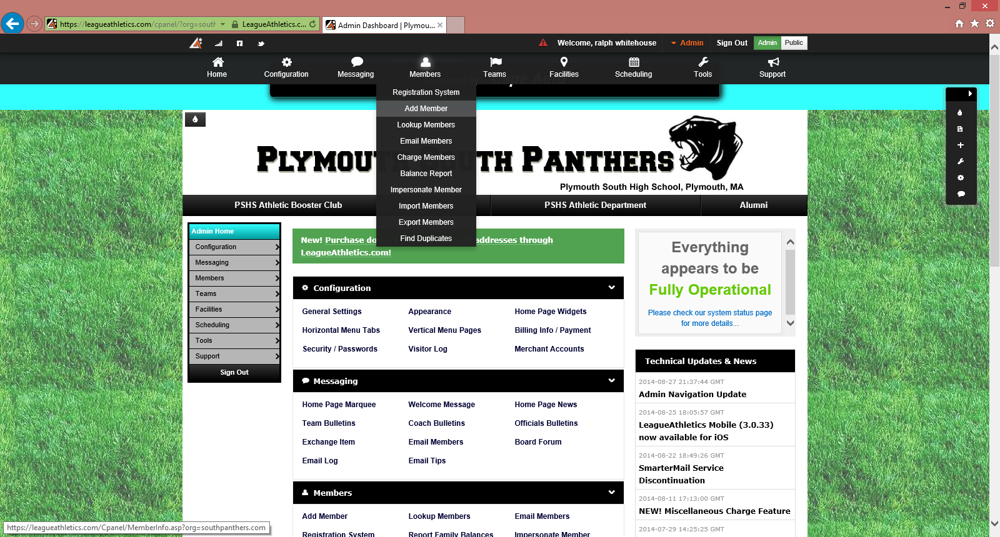 https://leagueathletics.com/cpanel/?org=sout
LeagueAthletics.c...
Admin Dashboard | Plymou...
Welcome, ralph whitehouse
Admin
Sign Out
Admin
Public
Home
Configuration
Messaging
Members
Teams
Facilities
Scheduling
Tools
Support
Cape Auto
Registration System
Add Member
Lookup Members
Email Members
Charge Members
Balance Report
Impersonate Member
Import Members
Export Members
Find Duplicates
PLYMOUTH SOUTH PANTHERS
Plymouth South High School, Plymouth, MA
PSHS Athletic Booster Club
PSHS Athletic Department
Alumni
Admin Home
Configuration
Messaging
Members
Teams
Facilities
Scheduling
Tools
Support
Sign Out
New! Purchase do addresses through
LeagueAthletics.com!
Configuration
General Settings
Appearance
Home Page Widgets
Horizontal Menu Tabs
Vertical Menu Pages
Billing Info / Payment
Security / Passwords
Visitor Log
Merchant Accounts
Messaging
Home Page Marquee
Welcome Message
Home Page News
Team Bulletins
Coach Bulletins
Officials Bulletins
Exchange Item
Email Members
Board Forum
Email Log
Email Tips
Members
Add Member
Lookup Members
Email Members
Registration System
Report Family Balances
Impersonate Member
Everything
appears to be
Fully Operational
Please check our system status page
for more details...
Technical Updates & News
2014-08-27 21:37:44 GMT
Admin Navigation Update
2014-08-25 18:05:57 GMT
LeagueAthletics Mobile (3.0.33)
now available for iOS
2014-08-22 18:49:26 GMT
SmarterMail Service
Discontinuation
2014-08-11 17:13:00 GMT
NEW! Miscellaneous Charge Feature
2014-07-29 14:25:25 GMT
https://leagueathletics.com/Cpanel/MemberInfo.asp?org=southpanthers.com